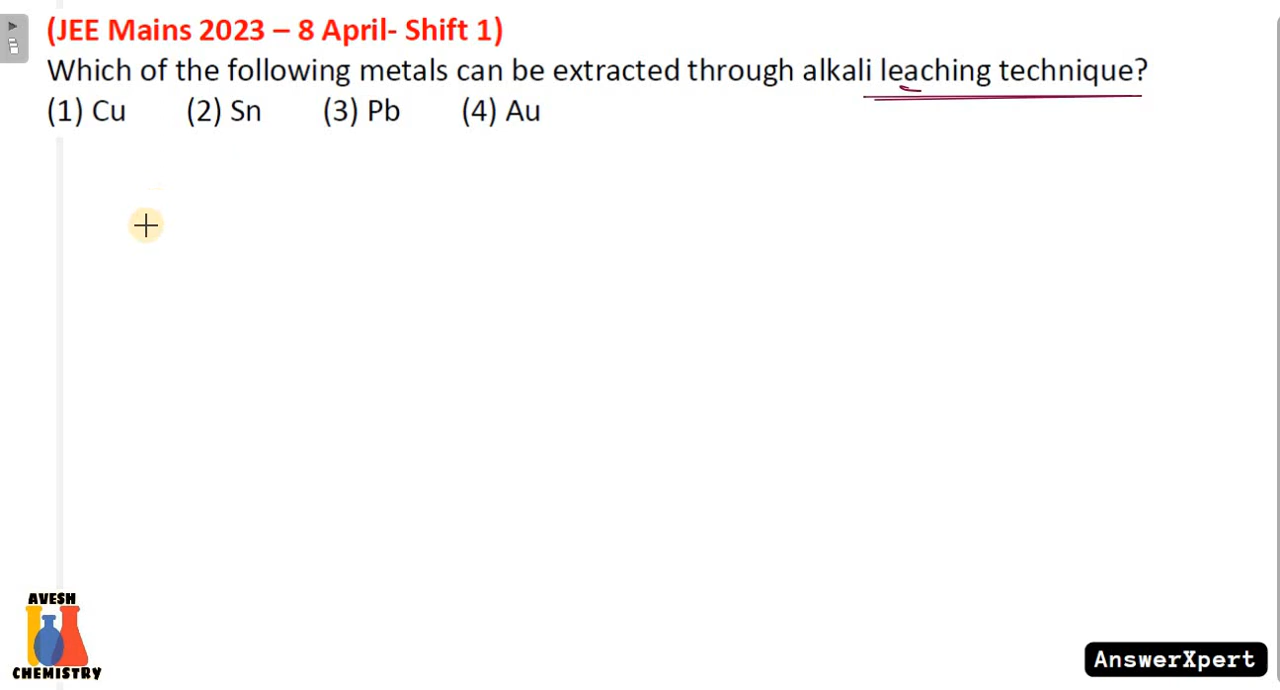 (JEE Mains 2023 – 8 April- Shift 1)
Which of the following metals can be extracted through alkali leaching technique?
(1) Cu (2) Sn (3) Pb (4) Au
AVESH
CHEMISTRY
AnswerXpert